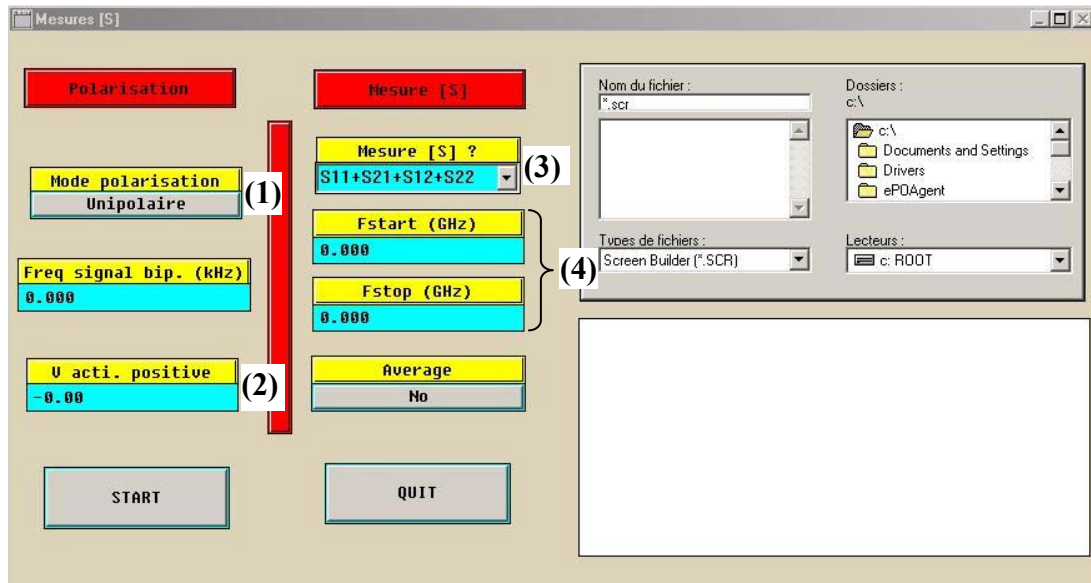 Mesures [S]
Polarisation
Mode polarisation
Unipolaire
(1)
Freq signal bip. (kHz)
0.000
V acti. positive
-0.00
(2)
START
Mesure [S]
Mesure [S] ?
S11+S21+S12+S22
(3)
Fstart (GHz)
0.000
Fstop (GHz)
0.000
(4)
Average
No
QUIT
Nom du fichier :
*.scr
Types de fichiers :
Screen Builder (*.SCR)
Dossiers :
c:\
c:\
Documents and Settings
Drivers
ePOAgent
Lecteurs :
c: ROOT